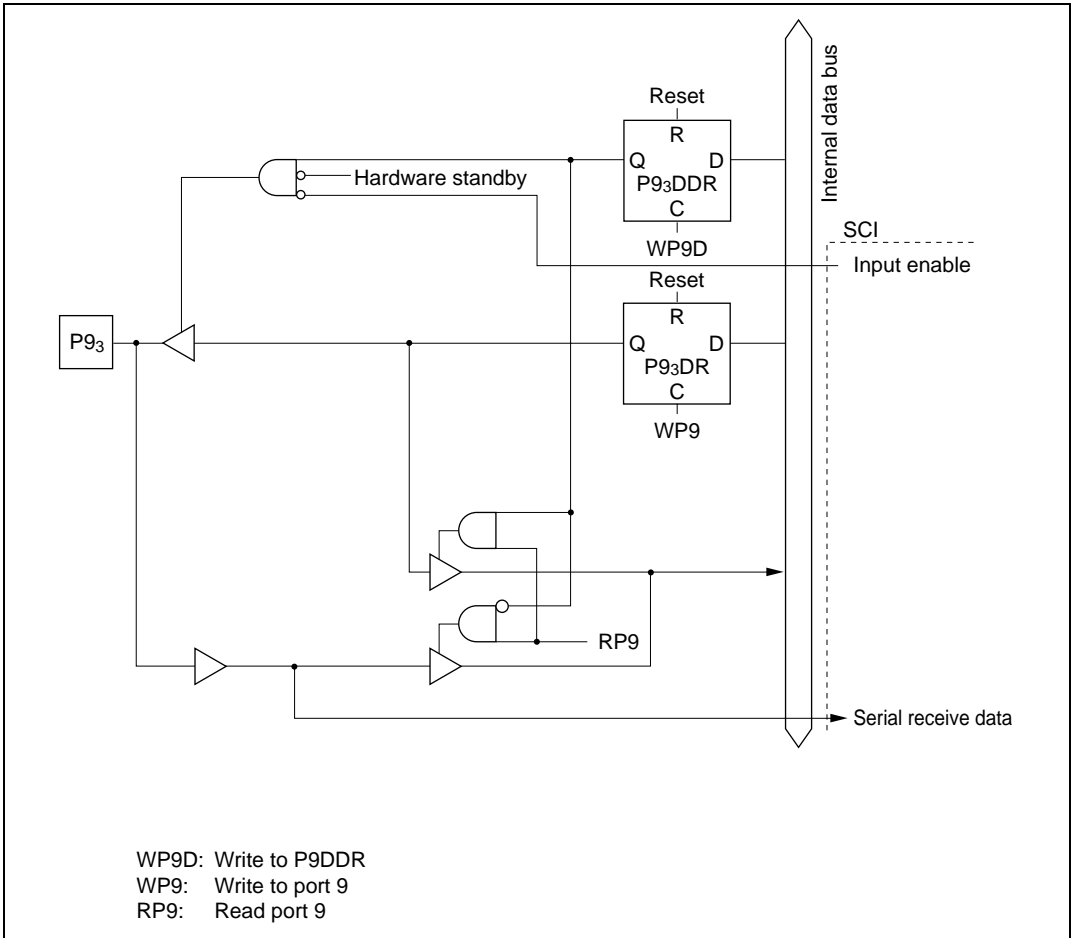 Reset
R
Q D
P9₃DDR
C
WP9D
Hardware standby
Internal data bus
SCI
Input enable
Reset
R
Q D
P9₃DR
C
WP9
P9₃
RP9
Serial receive data
WP9D: Write to P9DDR
WP9: Write to port 9
RP9: Read port 9